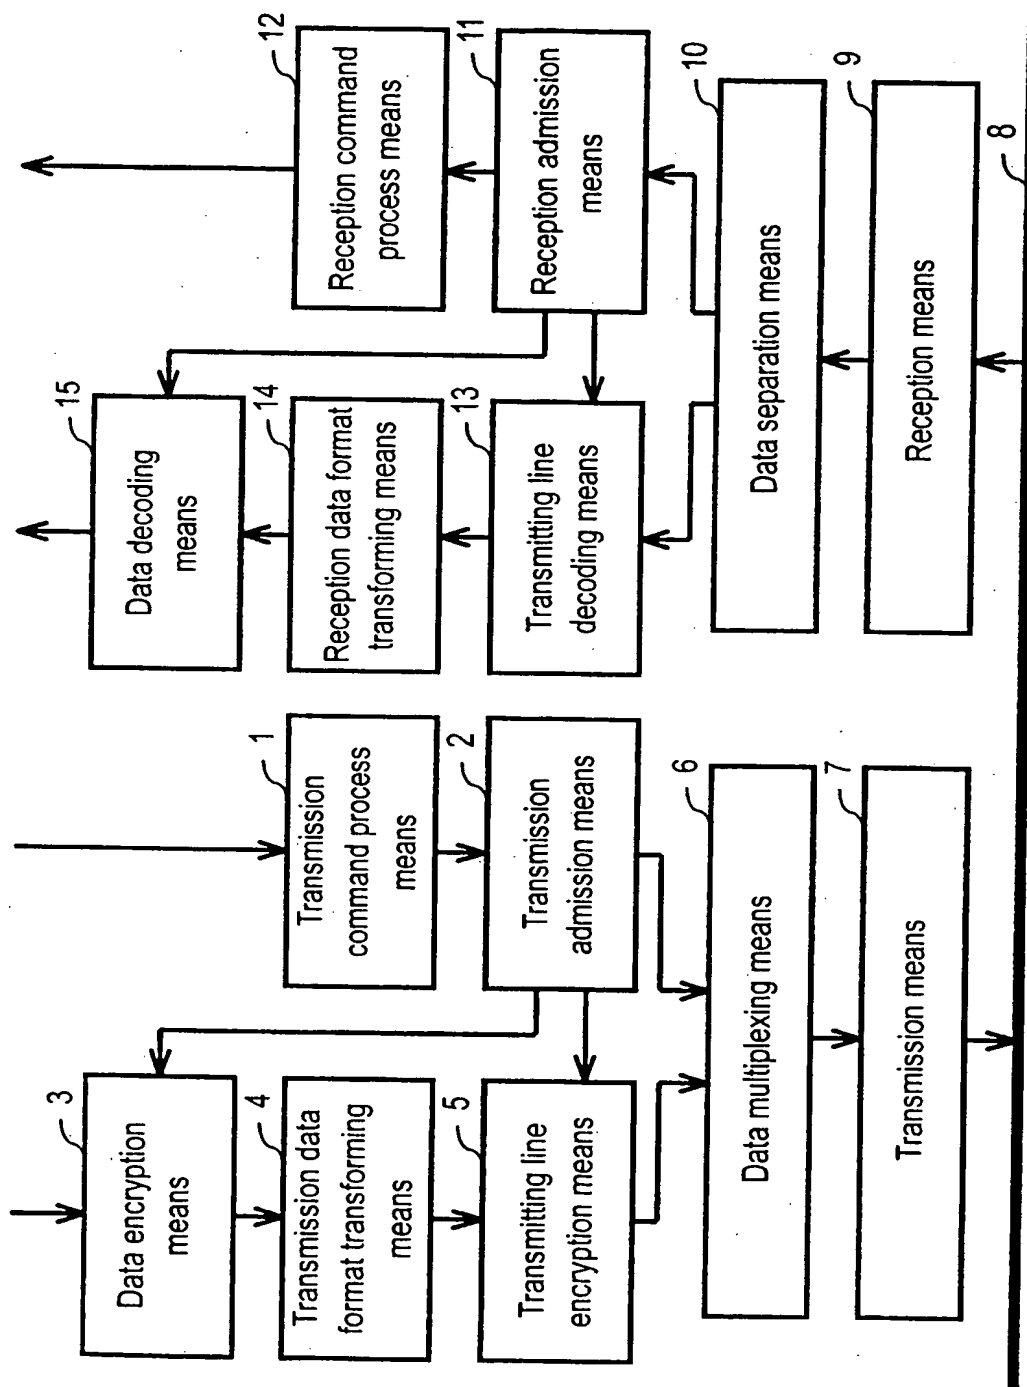 3
Data encryption
means
4
Transmission data
format transforming
means
5
Transmitting line
encryption means
1
Transmission
command process
means
2
Transmission
admission means
6
Data multiplexing means
7
Transmission means
15
Data decoding
means
14
Reception data format
transforming means
13
Transmitting line
decoding means
12
Reception command
process means
11
Reception admission
means
10
Data separation means
9
Reception means
8